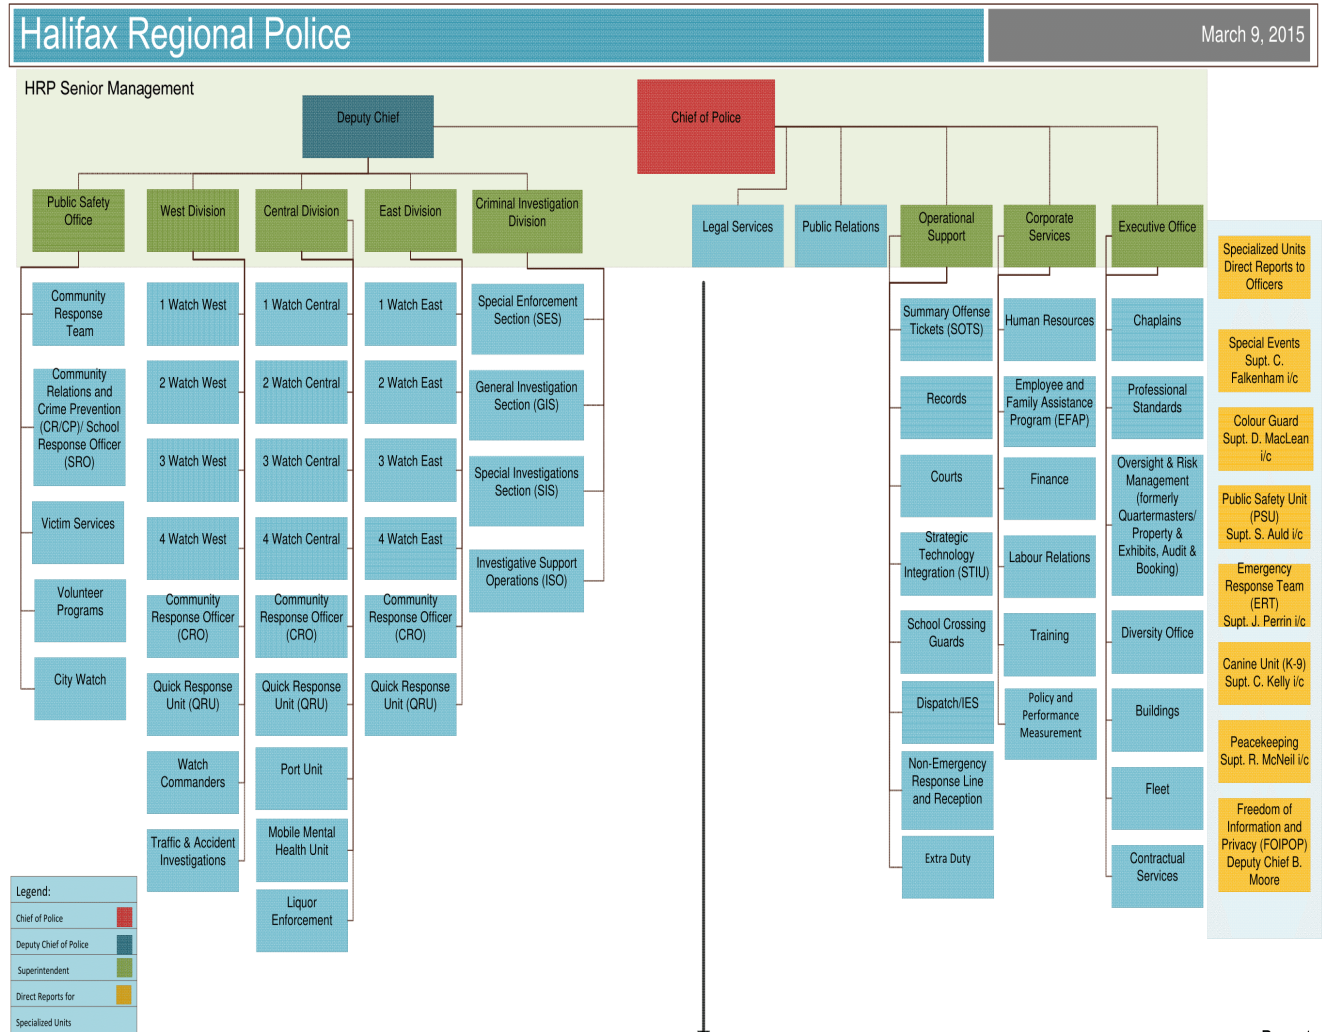 Halifax Regional Police
March 9, 2015
HRP Senior Management
Deputy Chief
Chief of Police
Public Safety
Office
West Division
Central Division
East Division
Criminal Investigation
Division
Legal Services
Public Relations
Operational
Support
Corporate
Services
Executive Office
Community
Response
Team
Community
Relations and
Crime Prevention
(CR/CP)/ School
Response Officer
(SRO)
Victim Services
Volunteer
Programs
City Watch
1 Watch West
2 Watch West
3 Watch West
4 Watch West
Community
Response Officer
(CRO)
Quick Response
Unit (QRU)
Watch
Commanders
Traffic & Accident
Investigations
1 Watch Central
2 Watch Central
3 Watch Central
4 Watch Central
Community
Response Officer
(CRO)
Quick Response
Unit (QRU)
Port Unit
Mobile Mental
Health Unit
Liquor
Enforcement
1 Watch East
2 Watch East
3 Watch East
4 Watch East
Community
Response Officer
(CRO)
Quick Response
Unit (QRU)
Special Enforcement
Section (SES)
General Investigation
Section (GIS)
Special Investigations
Section (SIS)
Investigative Support
Operations (ISO)
Summary Offense
Tickets (SOTS)
Records
Courts
Strategic
Technology
Integration (STIU)
School Crossing
Guards
Dispatch/IES
Non-Emergency
Response Line
and Reception
Extra Duty
Human Resources
Employee and
Family Assistance
Program (EFAP)
Finance
Labour Relations
Training
Policy and
Performance
Measurement
Chaplains
Professional
Standards
Oversight & Risk
Management
(formerly
Quartermasters/
Property &
Exhibits, Audit &
Booking)
Diversity Office
Buildings
Fleet
Contractual
Services
Specialized Units
Direct Reports to
Officers
Special Events
Supt. C.
Falkenham i/c
Colour Guard
Supt. D. MacLean
i/c
Public Safety Unit
(PSU)
Supt. S. Auld i/c
Emergency
Response Team
(ERT)
Supt. J. Perrin i/c
Canine Unit (K-9)
Supt. C. Kelly i/c
Peacekeeping
Supt. R. McNeil i/c
Freedom of
Information and
Privacy (FOIPOP)
Deputy Chief B.
Moore
Legend:
Chief of Police
Deputy Chief of Police
Superintendent
Direct Reports for
Specialized Units